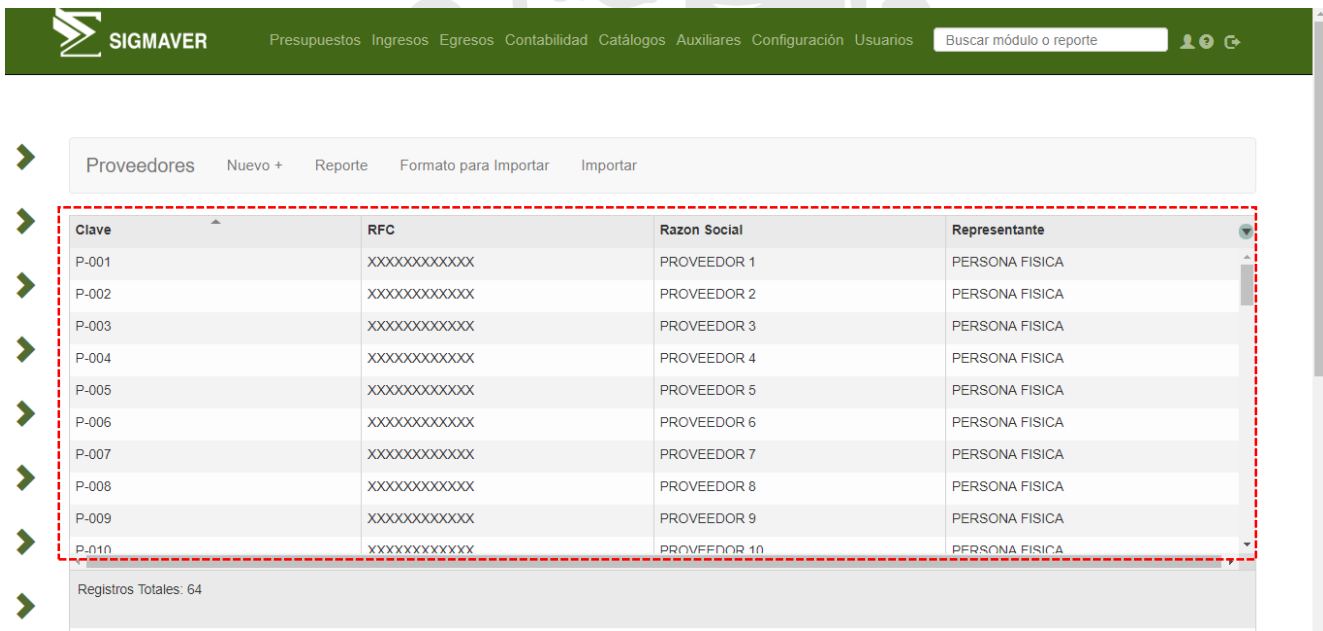 SIGMAVER
Presupuestos Ingresos Egresos Contabilidad Catálogos Auxiliares Configuración Usuarios Buscar módulo o reporte
Proveedores Nuevo + Reporte Formato para Importar Importar
Clave RFC Razon Social Representante
P-001 XXXXXXXXXXXX PROVEEDOR 1 PERSONA FISICA
P-002 XXXXXXXXXXXX PROVEEDOR 2 PERSONA FISICA
P-003 XXXXXXXXXXXX PROVEEDOR 3 PERSONA FISICA
P-004 XXXXXXXXXXXX PROVEEDOR 4 PERSONA FISICA
P-005 XXXXXXXXXXXX PROVEEDOR 5 PERSONA FISICA
P-006 XXXXXXXXXXXX PROVEEDOR 6 PERSONA FISICA
P-007 XXXXXXXXXXXX PROVEEDOR 7 PERSONA FISICA
P-008 XXXXXXXXXXXX PROVEEDOR 8 PERSONA FISICA
P-009 XXXXXXXXXXXX PROVEEDOR 9 PERSONA FISICA
P-010 XXXXXXXXXXXX PROVEEDOR 10 PERSONA FISICA
Registros Totales: 64